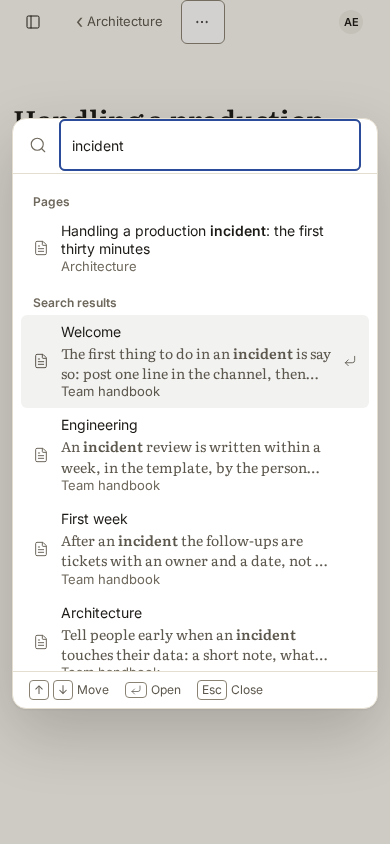 Architecture
AE
Handling a production
incident
Pages
Handling a production incident: the first
thirty minutes
Architecture
Search results
Welcome
The first thing to do in an incident is say
so: post one line in the channel, then…
Team handbook
Engineering
An incident review is written within a
week, in the template, by the person…
Team handbook
First week
After an incident the follow-ups are
tickets with an owner and a date, not …
Team handbook
Architecture
Tell people early when an incident
touches their data: a short note, what…
Team handbook
Move
Open
Esc Close